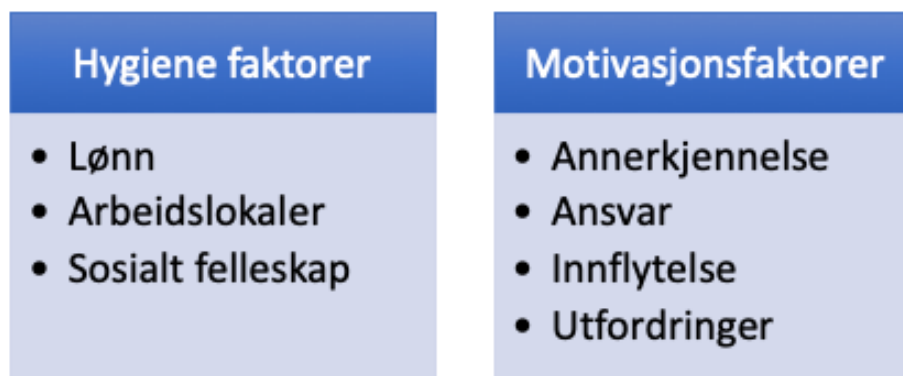 Hygiene faktorer
• Lønn
• Arbeidslokaler
• Sosialt felleskap
Motivasjonsfaktorer
• Annerkjennelse
• Ansvar
• Innflytelse
• Utfordringer